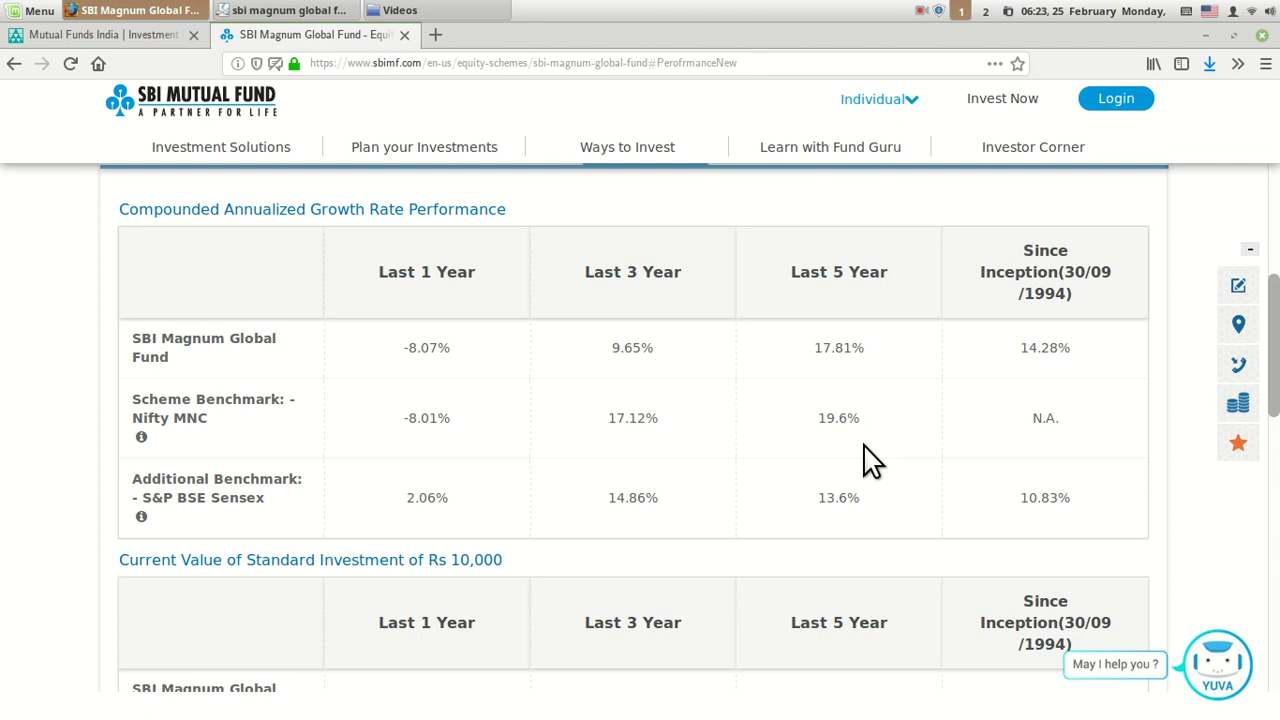 Menu SBI Magnum Global F... sbi magnum global f... Videos 1 2 06:23, 25 February Monday,
Mutual Funds India | Investment SBI Magnum Global Fund - Equi
https://www.sbimf.com/en-us/equity-schemes/sbi-magnum-global-fund#PerofrmanceNew
SBI MUTUAL FUND
A PARTNER FOR LIFE
Individual Invest Now Login
Investment Solutions Plan your Investments Ways to Invest Learn with Fund Guru Investor Corner
Compounded Annualized Growth Rate Performance
Last 1 Year Last 3 Year Last 5 Year Since
Inception(30/09
/1994)
SBI Magnum Global
Fund
-8.07% 9.65% 17.81% 14.28%
Scheme Benchmark: -
Nifty MNC
-8.01% 17.12% 19.6% N.A.
Additional Benchmark:
- S&P BSE Sensex
2.06% 14.86% 13.6% 10.83%
Current Value of Standard Investment of Rs 10,000
Last 1 Year Last 3 Year Last 5 Year Since
Inception(30/09
/1994)
May I help you ?
YUVA
SBI Magnum Global